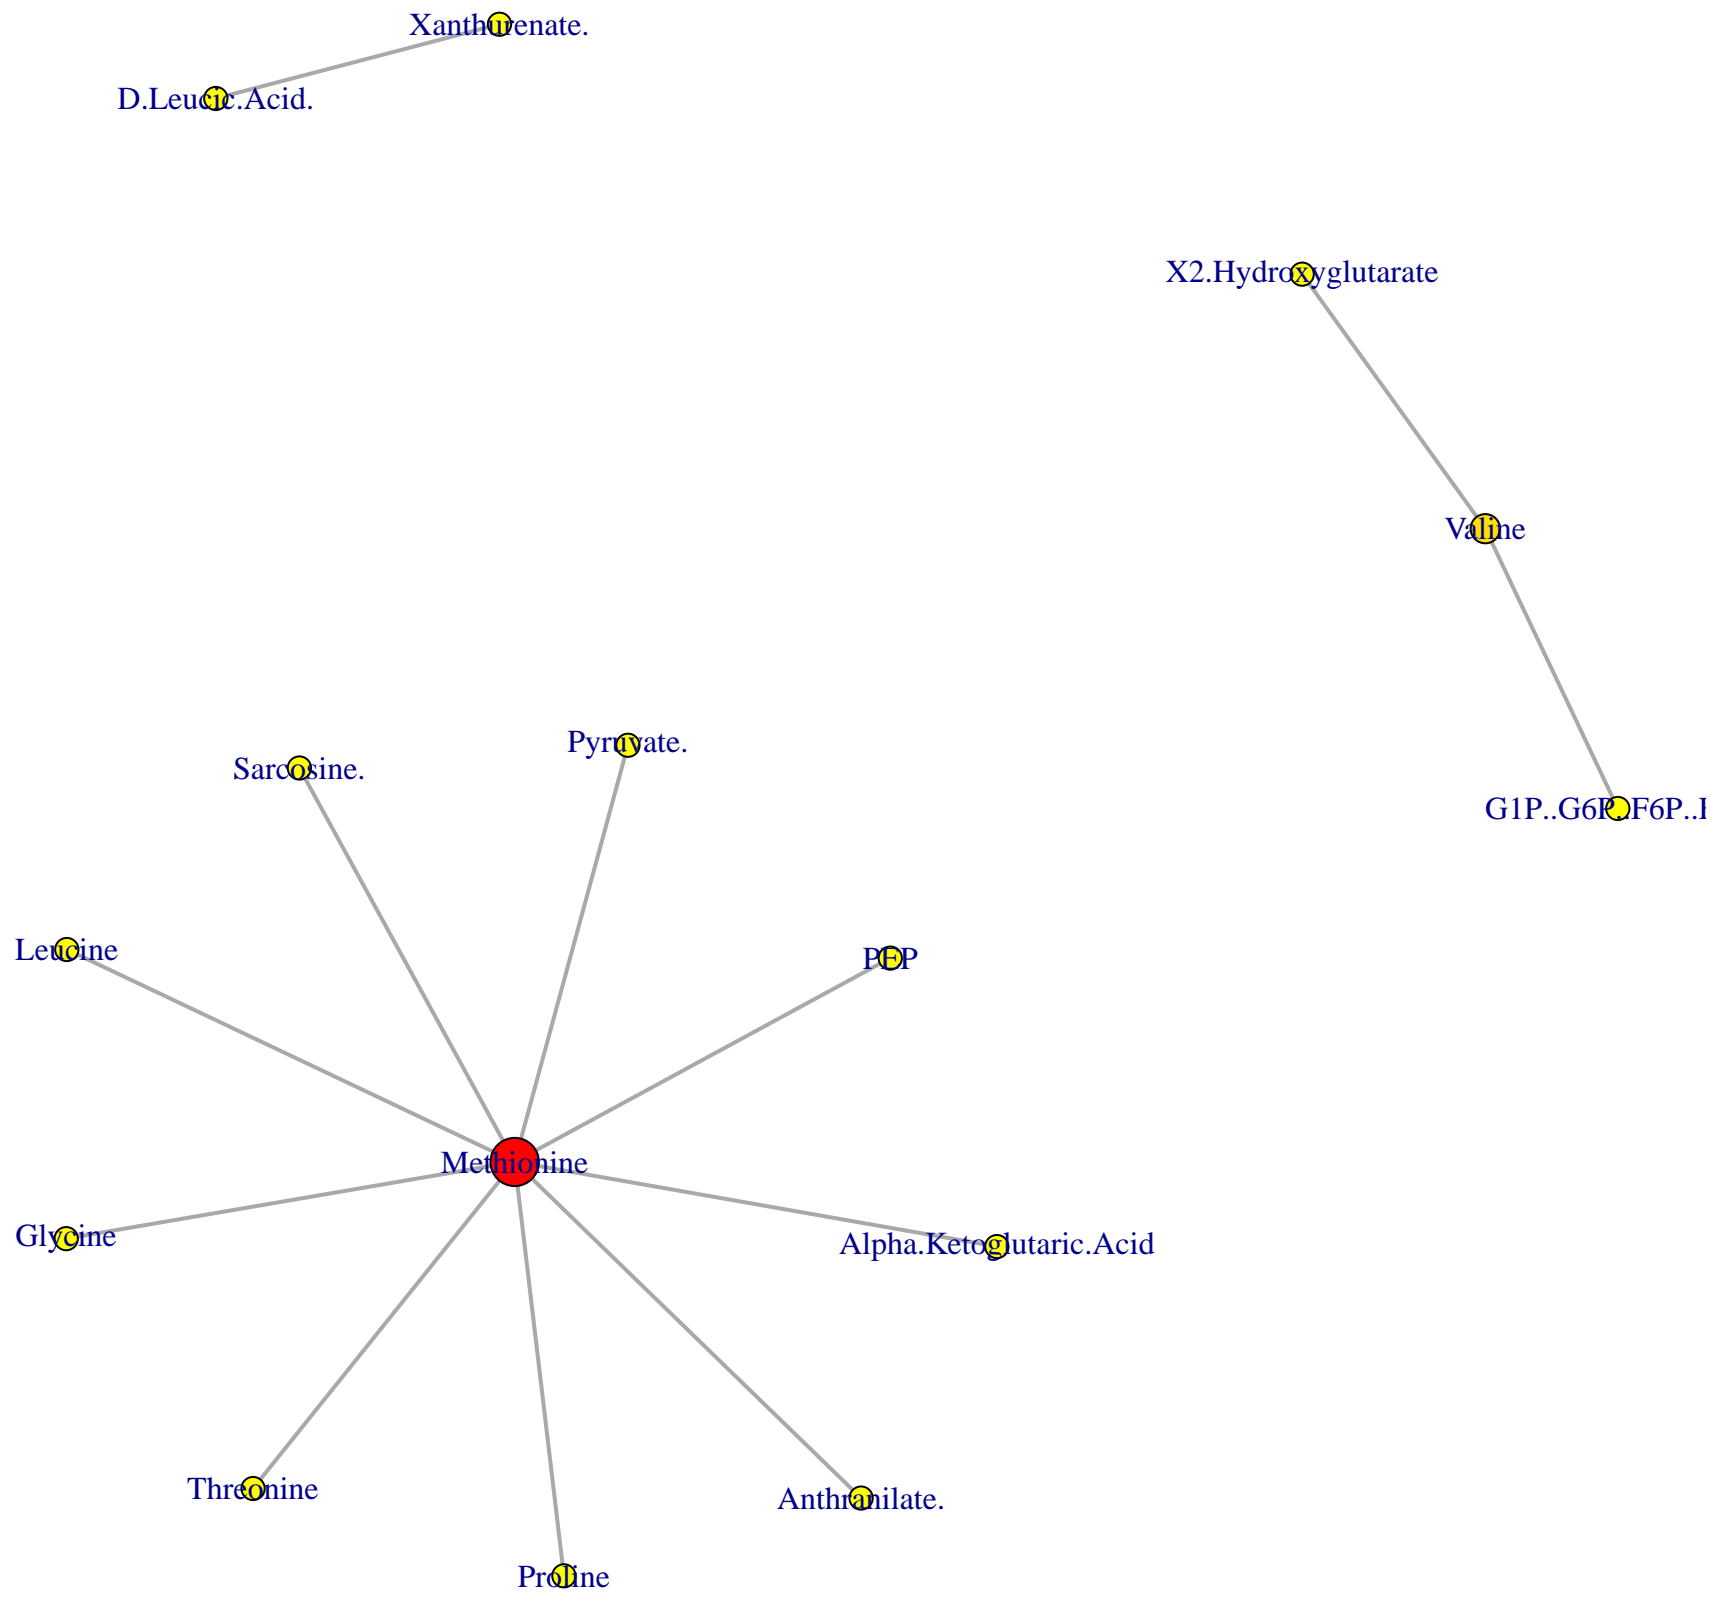 Xanthurenate.
D.Leucic.Acid.
X2.Hydroxyglutarate
Valine
Pyruvate.
Sarcosine.
G1P..G6P..F6P..
Leucine
PEP
Methionine
Glycine
Alpha.Ketoglutaric.Acid
Threonine
Anthranilate.
Proline